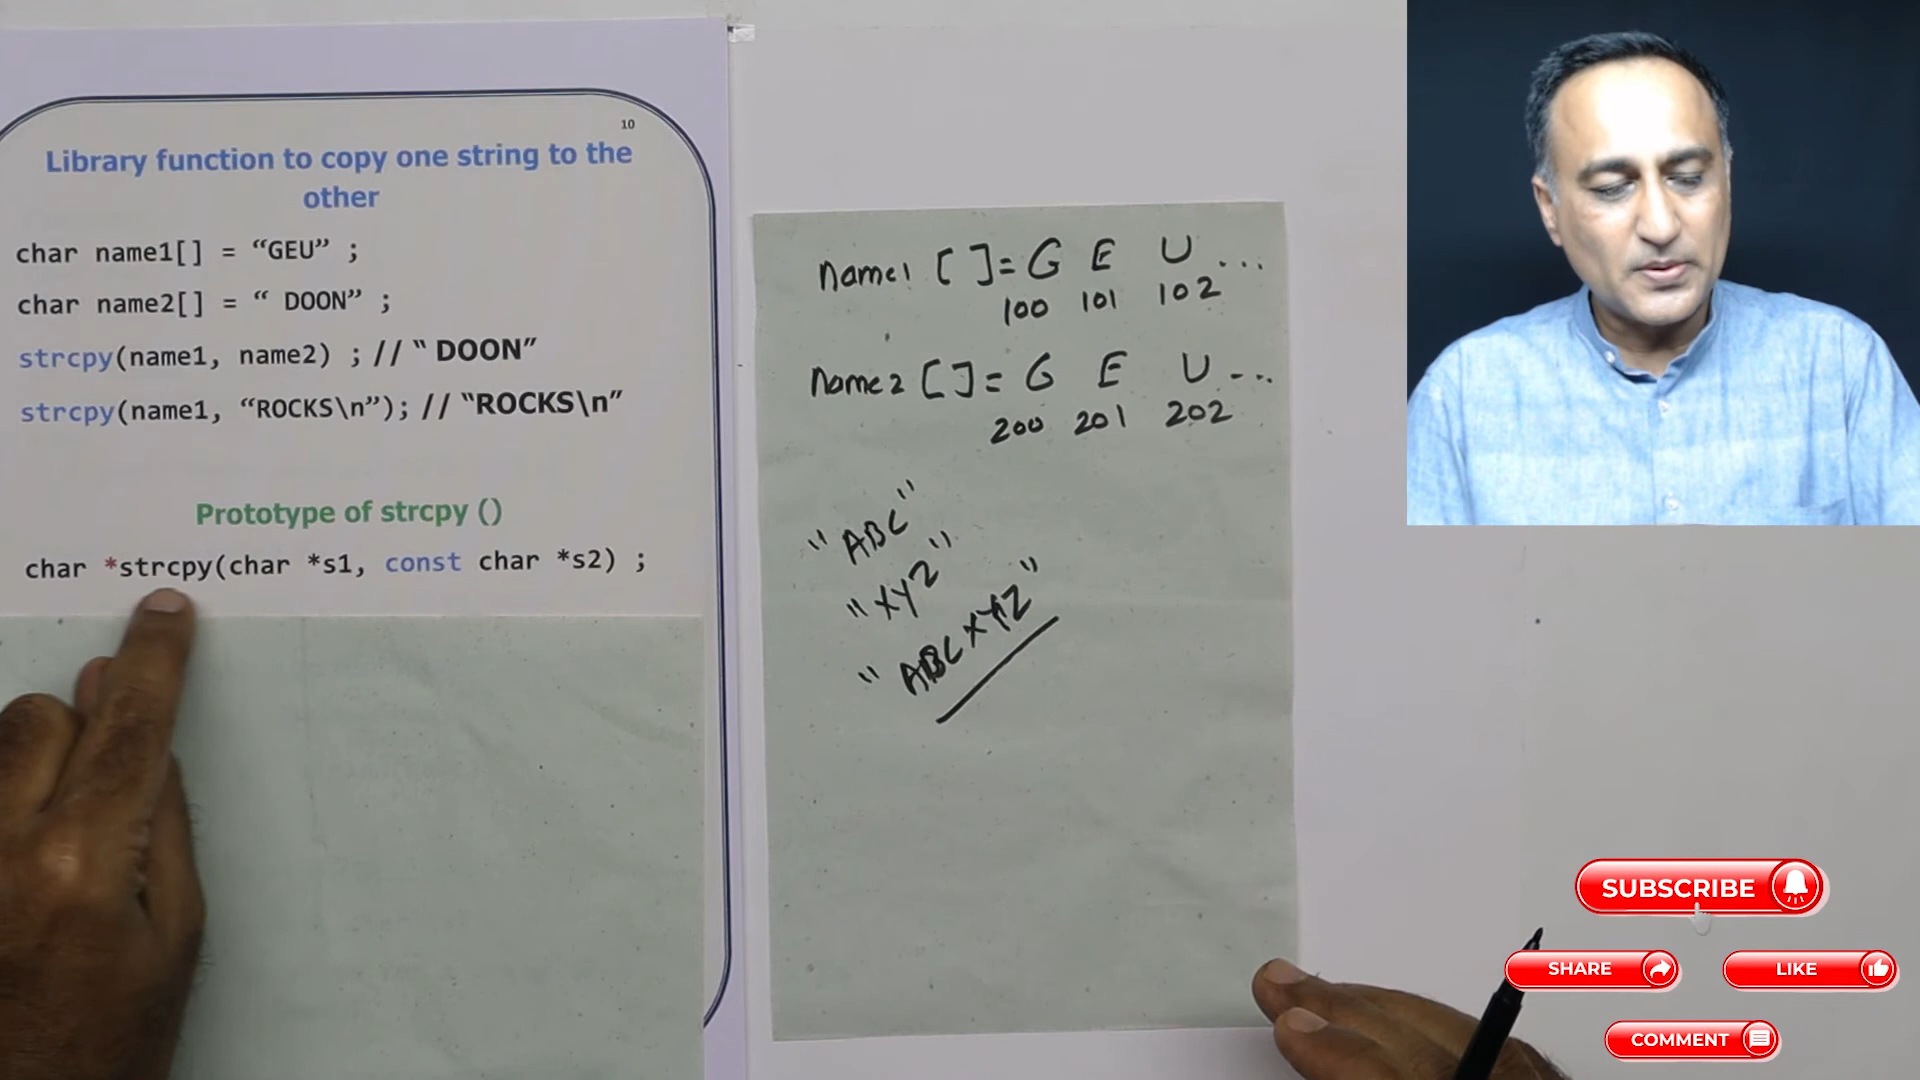 10
Library function to copy one string to the
other
char name1[] = “GEU” ;
char name2[] = “ DOON” ;
strcpy(name1, name2) ; // “ DOON”
strcpy(name1, “ROCKS\n”); // “ROCKS\n”
Prototype of strcpy ()
char *strcpy(char *s1, const char *s2) ;
name1 [ ]= G E U ...
100 101 102
name2 [ ]= G E U ...
200 201 202
"ABC"
"XYZ"
"ABCXYZ"
SUBSCRIBE
SHARE
LIKE
COMMENT